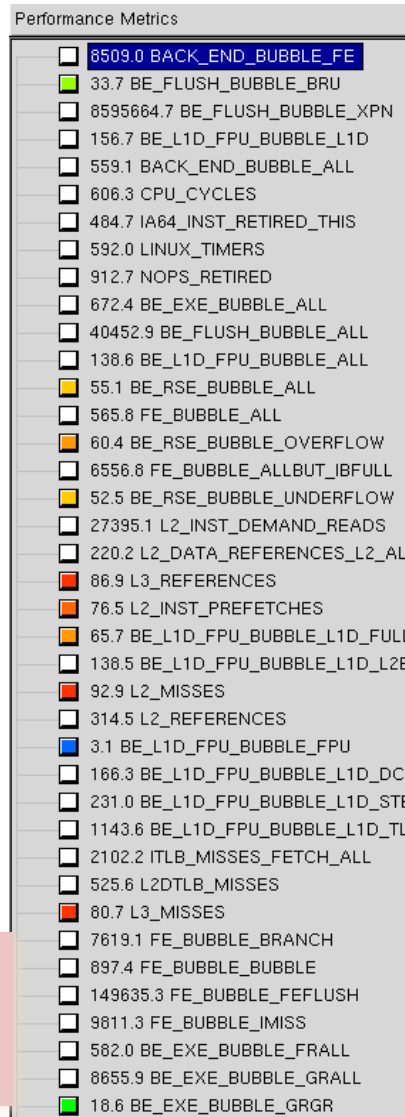 Performance Metrics
8509.0 BACK_END_BUBBLE_FE
33.7 BE_FLUSH_BUBBLE_BRU
8595664.7 BE_FLUSH_BUBBLE_XPN
156.7 BE_L1D_FPU_BUBBLE_L1D
559.1 BACK_END_BUBBLE_ALL
606.3 CPU_CYCLES
484.7 IA64_INST_RETIRED_THIS
592.0 LINUX_TIMERS
912.7 NOPS_RETIRED
672.4 BE_EXE_BUBBLE_ALL
40452.9 BE_FLUSH_BUBBLE_ALL
138.6 BE_L1D_FPU_BUBBLE_ALL
55.1 BE_RSE_BUBBLE_ALL
565.8 FE_BUBBLE_ALL
60.4 BE_RSE_BUBBLE_OVERFLOW
6556.8 FE_BUBBLE_ALLBUT_IBFULL
52.5 BE_RSE_BUBBLE_UNDERFLOW
27395.1 L2_INST_DEMAND_READS
220.2 L2_DATA_REFERENCES_L2_AL
86.9 L3_REFERENCES
76.5 L2_INST_PREFETCHES
65.7 BE_L1D_FPU_BUBBLE_L1D_FULL
138.5 BE_L1D_FPU_BUBBLE_L1D_L2B
92.9 L2_MISSES
314.5 L2_REFERENCES
3.1 BE_L1D_FPU_BUBBLE_FPU
166.3 BE_L1D_FPU_BUBBLE_L1D_DC
231.0 BE_L1D_FPU_BUBBLE_L1D_STB
1143.6 BE_L1D_FPU_BUBBLE_L1D_TL
2102.2 ITLB_MISSES_FETCH_ALL
525.6 L2DTLB_MISSES
80.7 L3_MISSES
7619.1 FE_BUBBLE_BRANCH
897.4 FE_BUBBLE_BUBBLE
149635.3 FE_BUBBLE_FEFLUSH
9811.3 FE_BUBBLE_IMISS
582.0 BE_EXE_BUBBLE_FRALL
8655.9 BE_EXE_BUBBLE_GRALL
18.6 BE_EXE_BUBBLE_GRGR